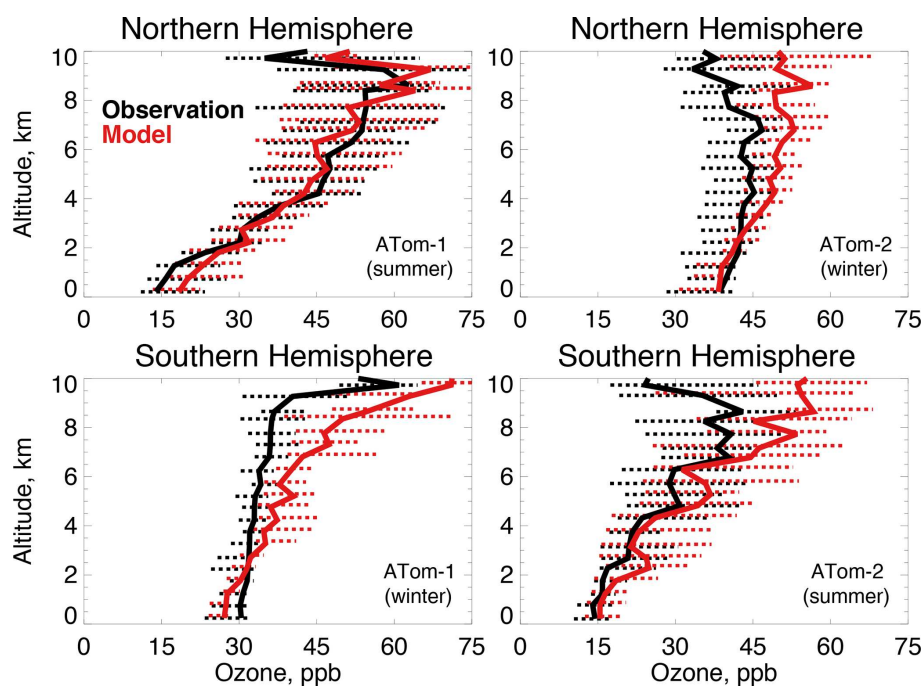 Northern Hemisphere
10
8
6
4
2
0
Altitude, km
Observation
Model
ATom-1
(summer)
0 15 30 45 60 75
Northern Hemisphere
10
8
6
4
2
0
ATom-2
(winter)
0 15 30 45 60 75
Southern Hemisphere
10
8
6
4
2
0
Altitude, km
ATom-1
(winter)
0 15 30 45 60 75
Ozone, ppb
Southern Hemisphere
10
8
6
4
2
0
ATom-2
(summer)
0 15 30 45 60 75
Ozone, ppb